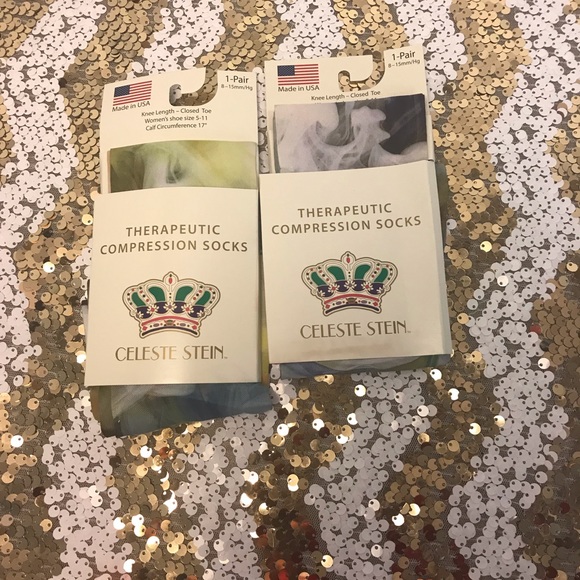 1-Pair
8-15mm/Hg
Made in USA
Knee Length - Closed Toe
Women's shoe size 5-11
Calf Circumference 17"
THERAPEUTIC
COMPRESSION SOCKS
CELESTE STEIN™
1-Pair
8-15mm/Hg
Made in USA
Knee Length - Closed Toe
THERAPEUTIC
COMPRESSION SOCKS
CELESTE STEIN™